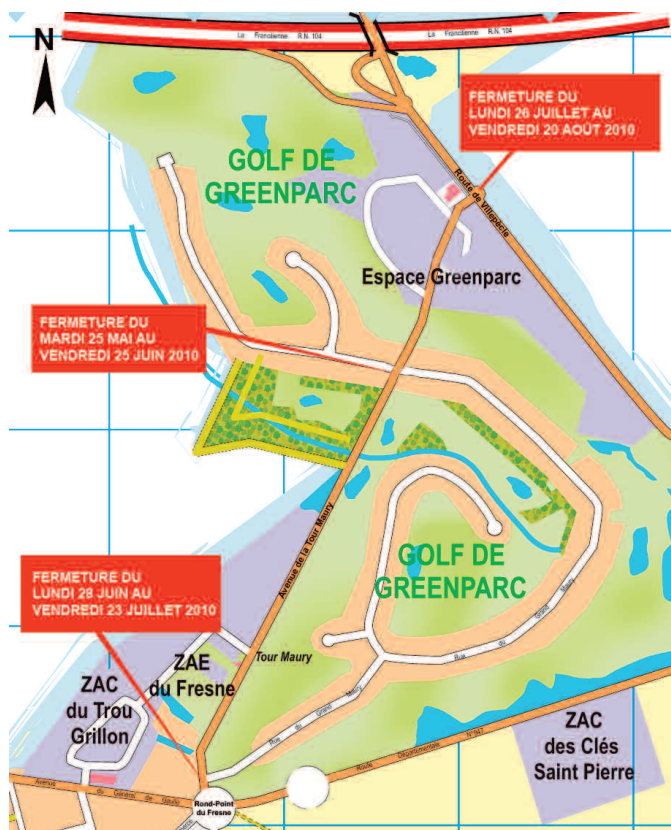 La Francilienne R.N. 104
La Francilienne R.N. 104
N
FERMETURE DU
LUNDI 26 JUILLET AU
VENDREDI 20 AOÛT 2010
GOLF DE
GREENPARC
Route de Villepècle
Espace Greenparc
FERMETURE DU
MARDI 25 MAI AU
VENDREDI 25 JUIN 2010
Avenue de la Tour Maury
GOLF DE
GREENPARC
FERMETURE DU
LUNDI 28 JUIN AU
VENDREDI 23 JUILLET 2010
Rue du Grand Maury
Tour Maury
ZAE
du Fresne
ZAC
du Trou
Grillon
Rue du Grand Maury
ZAC
des Clés
Saint Pierre
Route Départementale N°947
Avenue du Général de Gaulle
Rond-Point
du Fresne